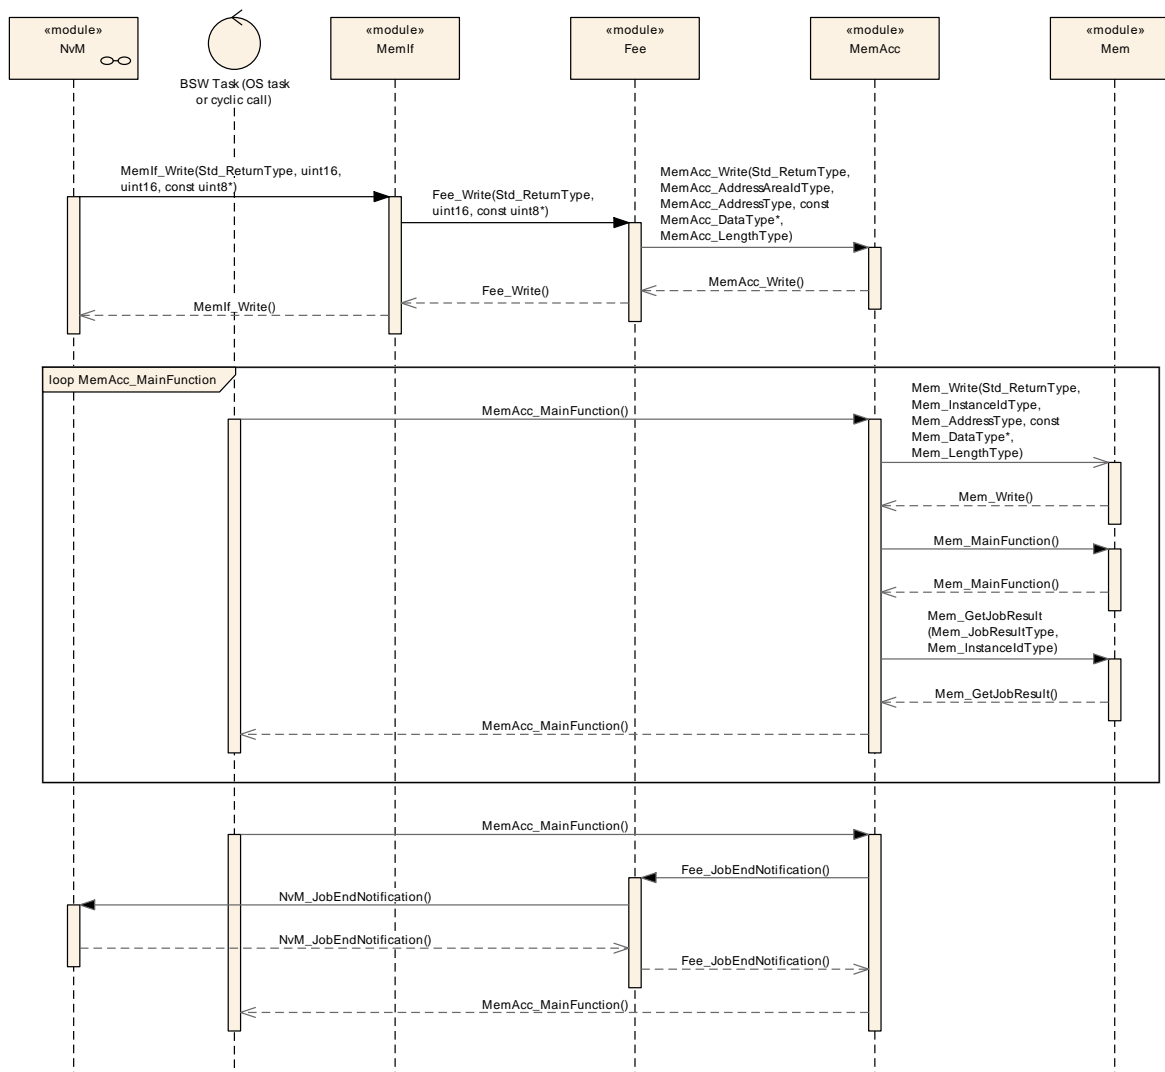 «module»
NvM
BSW Task (OS task
or cyclic call)
«module»
MemIf
«module»
Fee
«module»
MemAcc
«module»
Mem
MemIf_Write(Std_ReturnType, uint16,
uint16, const uint8*)
Fee_Write(Std_ReturnType,
uint16, const uint8*)
MemAcc_Write(Std_ReturnType,
MemAcc_AddressAreaIdType,
MemAcc_AddressType, const
MemAcc_DataType*,
MemAcc_LengthType)
MemAcc_Write()
Fee_Write()
MemIf_Write()
loop MemAcc_MainFunction
MemAcc_MainFunction()
Mem_Write(Std_ReturnType,
Mem_InstanceIdType,
Mem_AddressType, const
Mem_DataType*,
Mem_LengthType)
Mem_Write()
Mem_MainFunction()
Mem_MainFunction()
Mem_GetJobResult
(Mem_JobResultType,
Mem_InstanceIdType)
Mem_GetJobResult()
MemAcc_MainFunction()
MemAcc_MainFunction()
Fee_JobEndNotification()
NvM_JobEndNotification()
NvM_JobEndNotification()
Fee_JobEndNotification()
MemAcc_MainFunction()